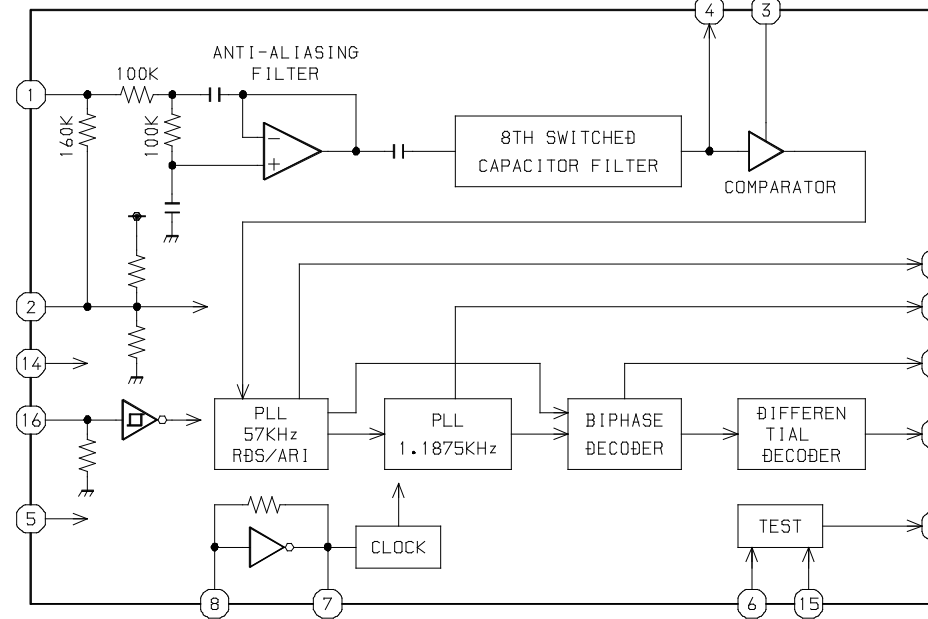 4
3
ANTI-ALIASING
FILTER
100K
1
160K
100K
−
+
8TH SWITCHED
CAPACITOR FILTER
COMPARATOR
2
14
16
PLL
57KHz
RDS/ARI
PLL
1.1875KHz
BIPHASE
DECODER
DIFFEREN
TIAL
DECODER
5
CLOCK
TEST
8
7
6
15